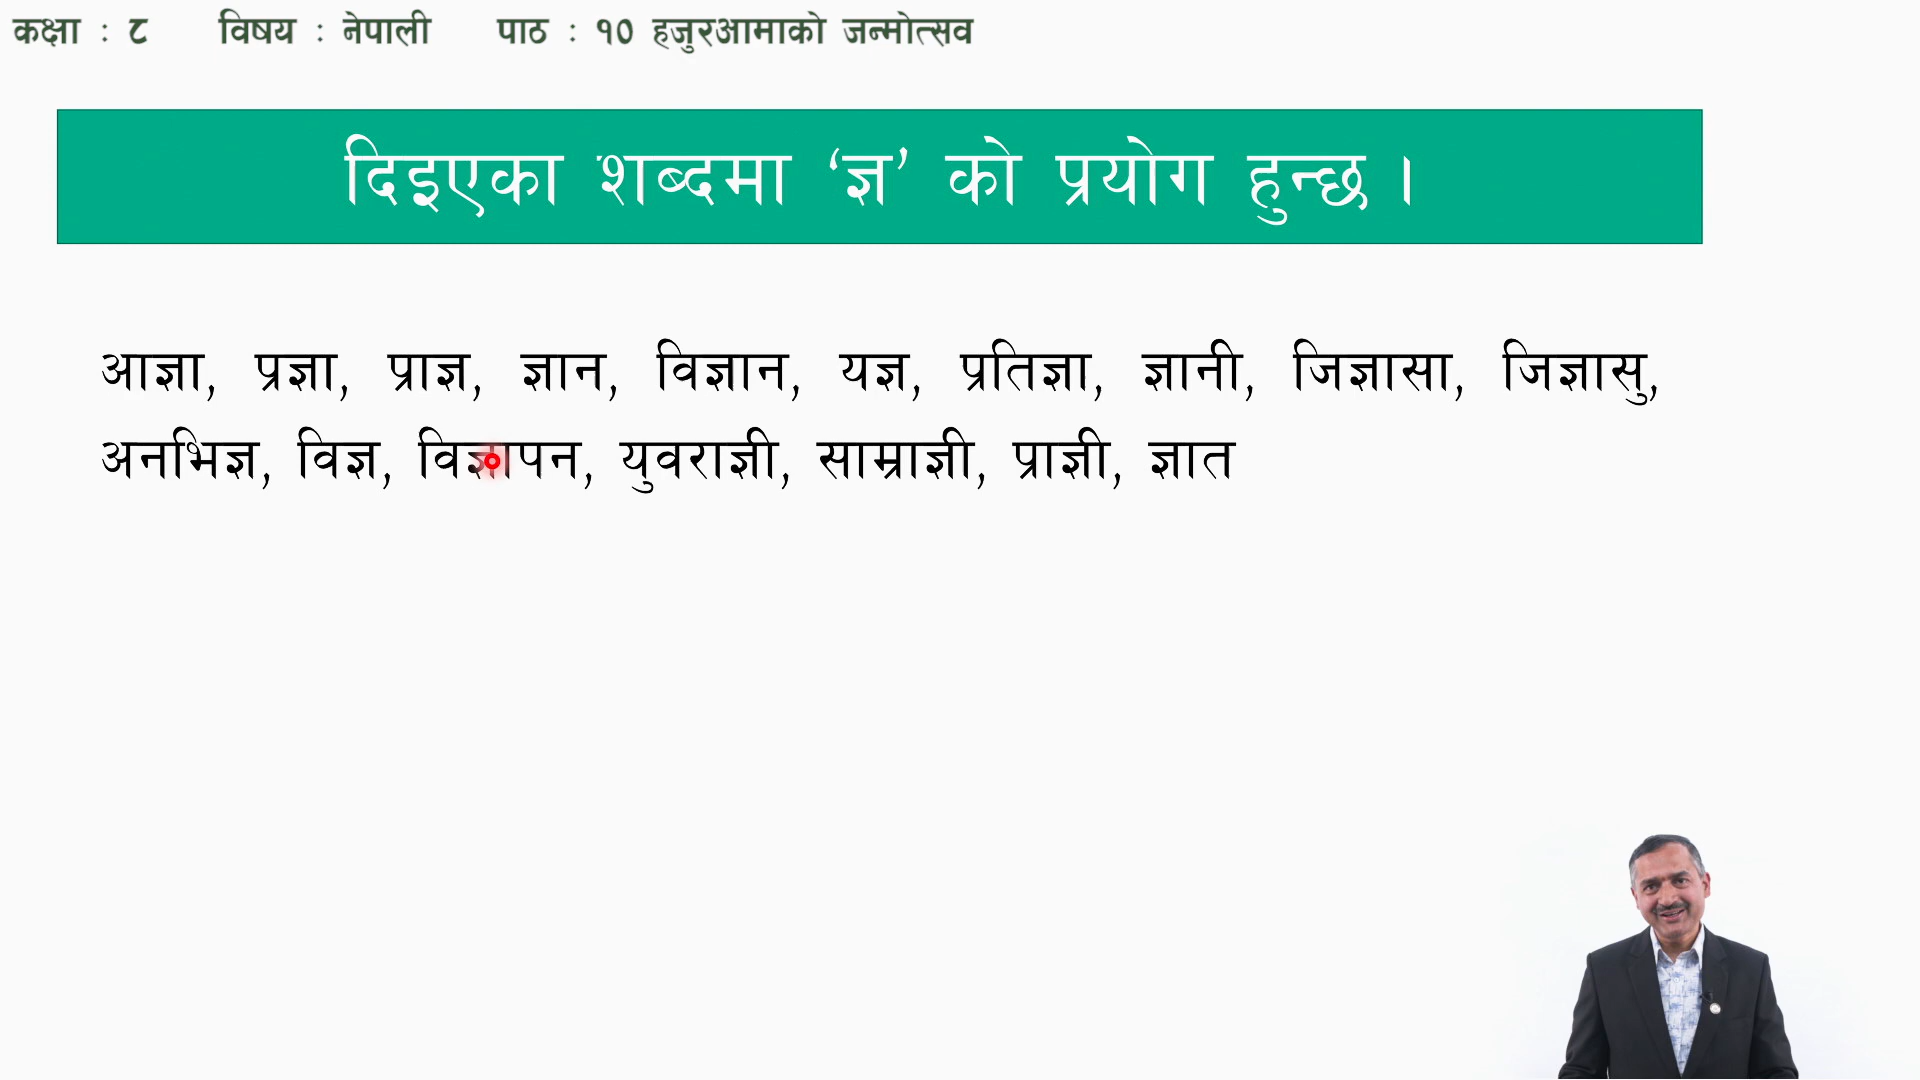 कक्षा : ८ विषय : नेपाली पाठ : १० हजुरआमाको जन्मोत्सव
दिइएका शब्दमा ‘ज्ञ’ को प्रयोग हुन्छ ।
आज्ञा, प्रज्ञा, प्राज्ञ, ज्ञान, विज्ञान, यज्ञ, प्रतिज्ञा, ज्ञानी, जिज्ञासा, जिज्ञासु,
अनभिज्ञ, विज्ञ, विज्ञापन, युवराज्ञी, साम्राज्ञी, प्राज्ञी, ज्ञात